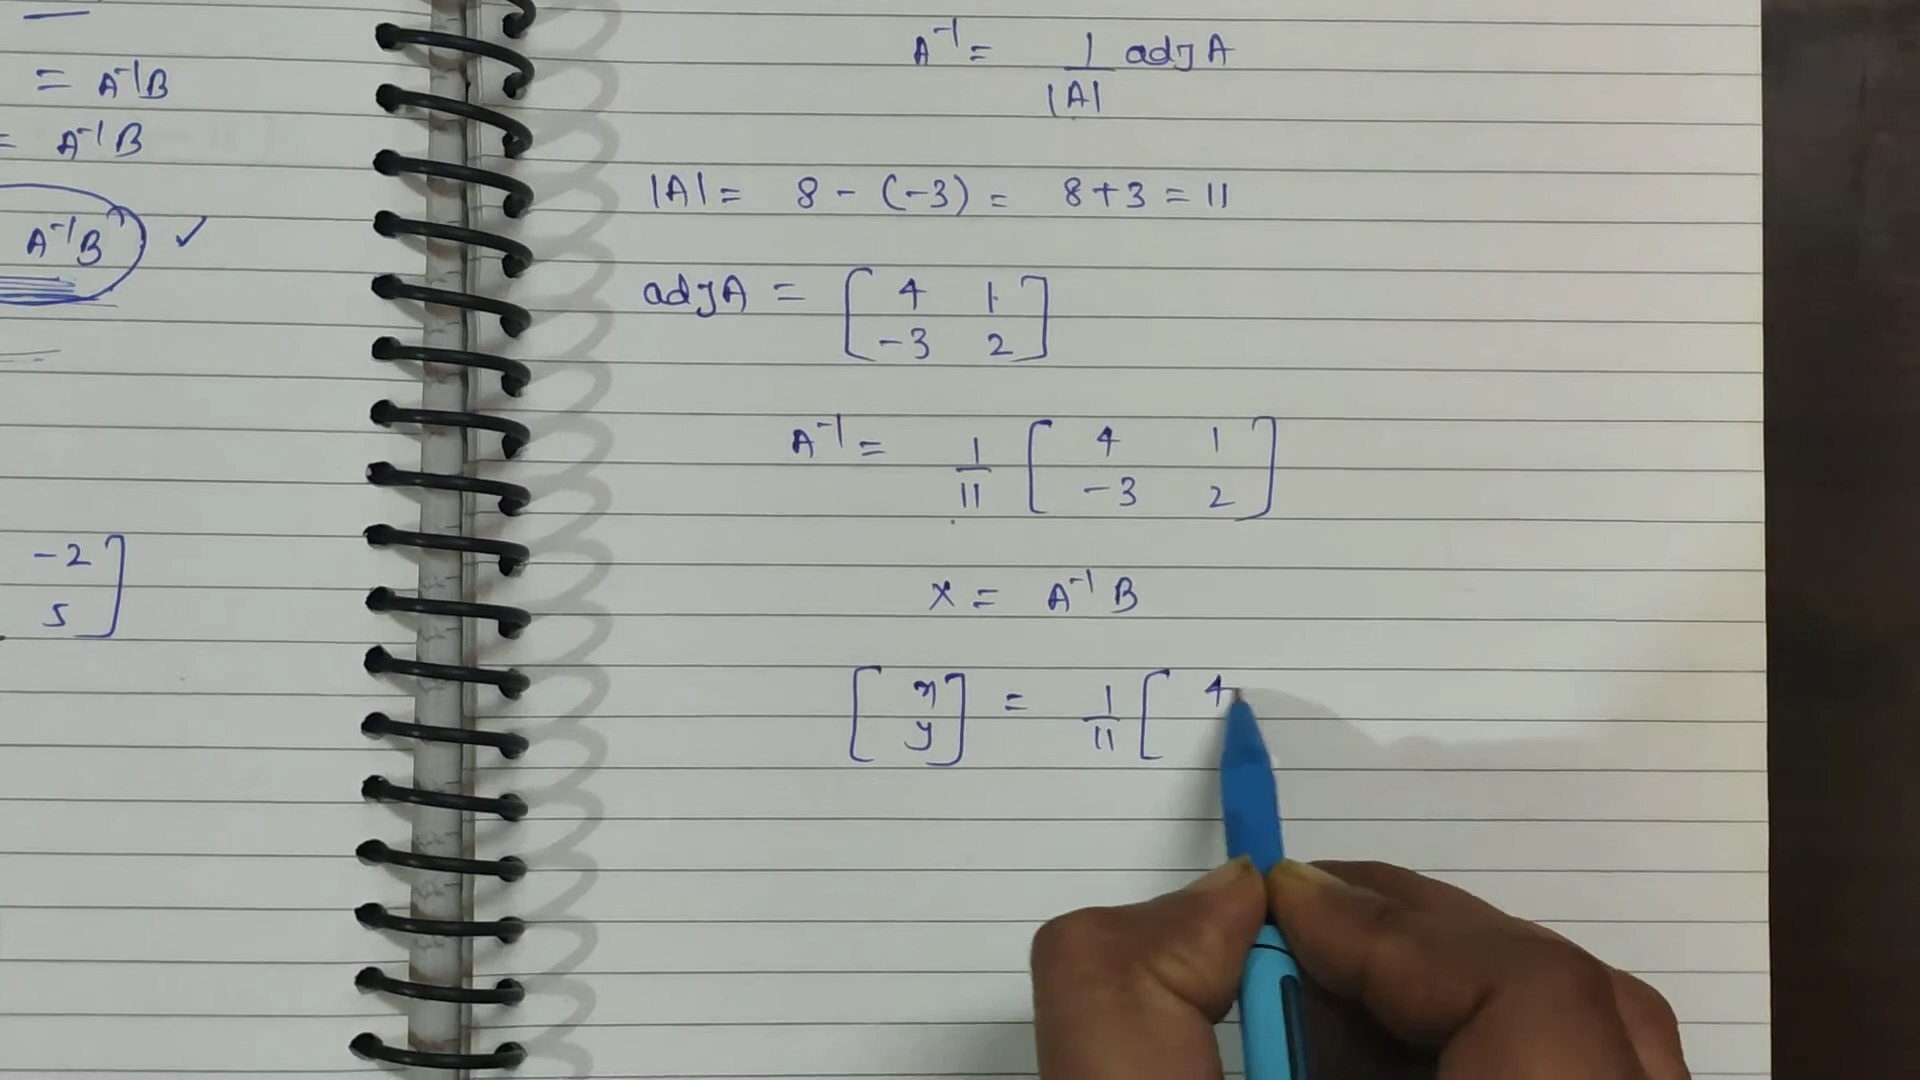 = A⁻¹B
= A⁻¹B
A⁻¹B ✓
-2 ]
5 ]
A⁻¹ = 1/|A| adj A
|A| = 8 - (-3) = 8 + 3 = 11
adj A = [ 4 1
-3 2 ]
A⁻¹ = 1/11 [ 4 1
-3 2 ]
X = A⁻¹ B
[ x
y ] = 1/11 [ 4